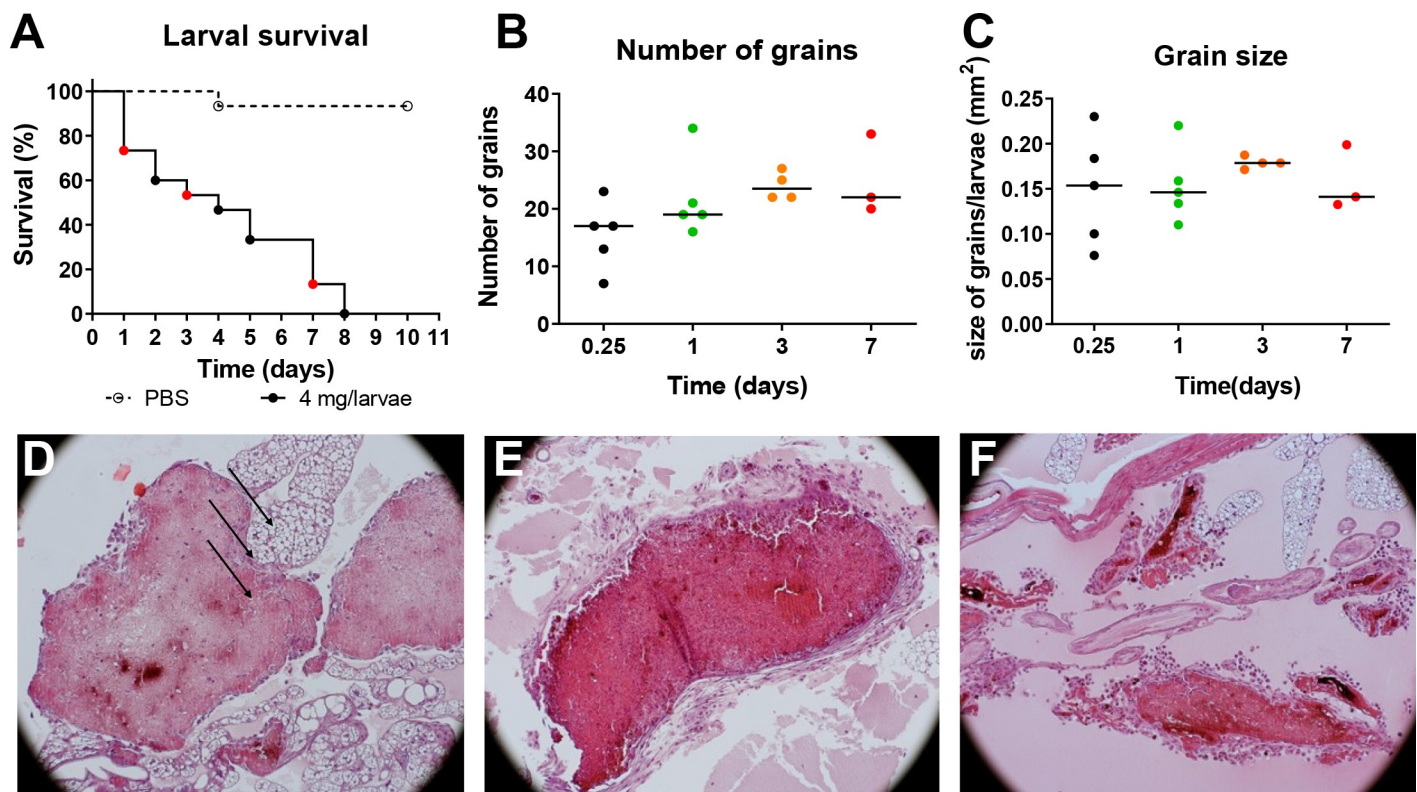 A
Larval survival
Survival (%)
100
80
60
40
20
0
0 1 2 3 4 5 6 7 8 9 10 11
Time (days)
PBS 4 mg/larvae
B
Number of grains
Number of grains
40
30
20
10
0
0.25 1 3 7
Time (days)
C
Grain size
size of grains/larvae (mm²)
0.25
0.20
0.15
0.10
0.05
0.00
0.25 1 3 7
Time(days)
D
E
F